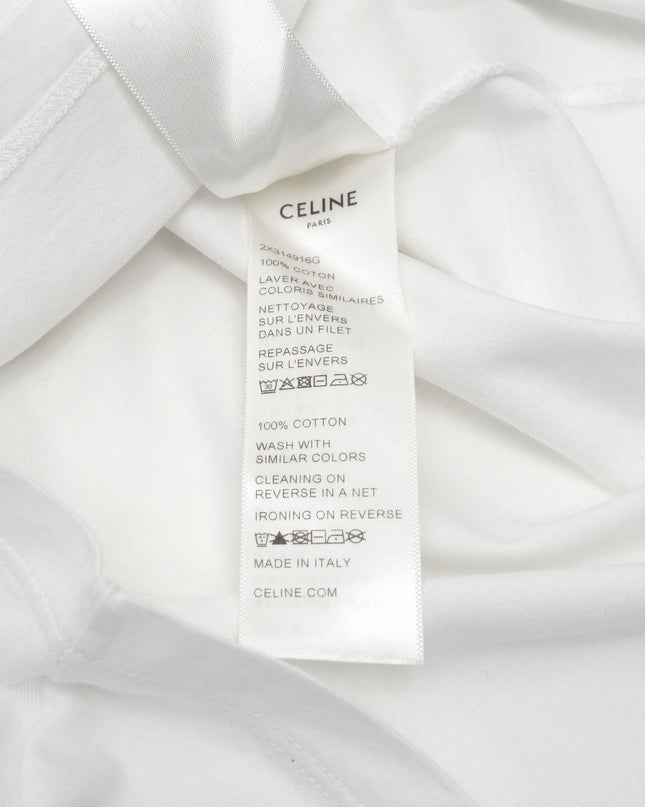 CELINE
PARIS
2X314916G
100% COTON
LAVER AVEC
COLORIS SIMILAIRES
NETTOYAGE
SUR L'ENVERS
DANS UN FILET
REPASSAGE
SUR L'ENVERS
30
100% COTTON
WASH WITH
SIMILAR COLORS
CLEANING ON
REVERSE IN A NET
IRONING ON REVERSE
MADE IN ITALY
CELINE.COM